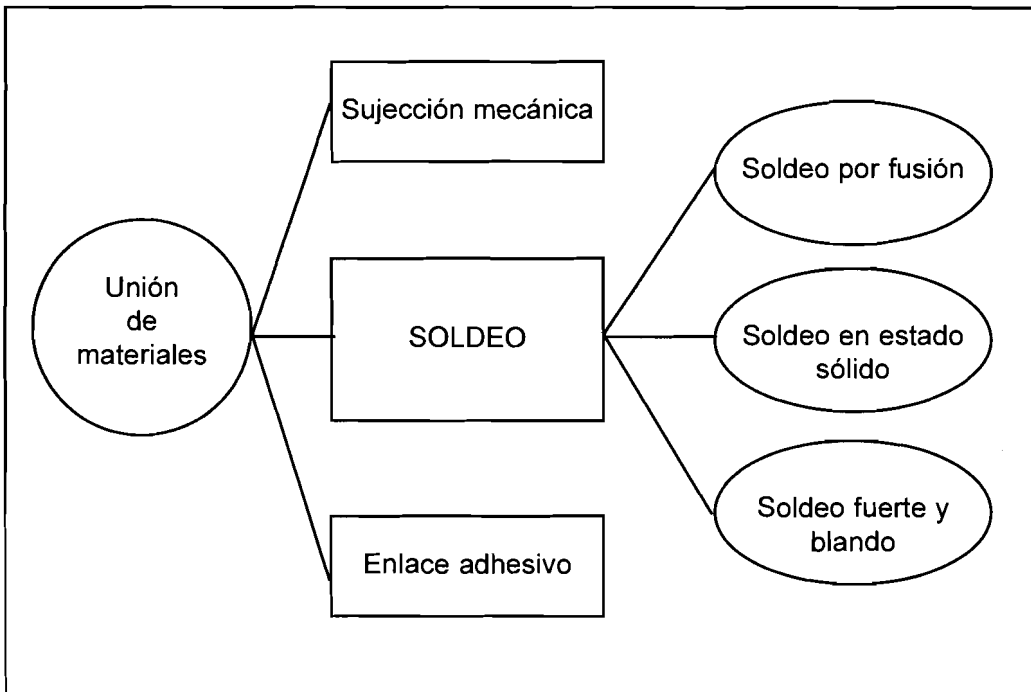 Unión
de
materiales
Sujección mecánica
SOLDEO
Enlace adhesivo
Soldeo por fusión
Soldeo en estado
sólido
Soldeo fuerte y
blando